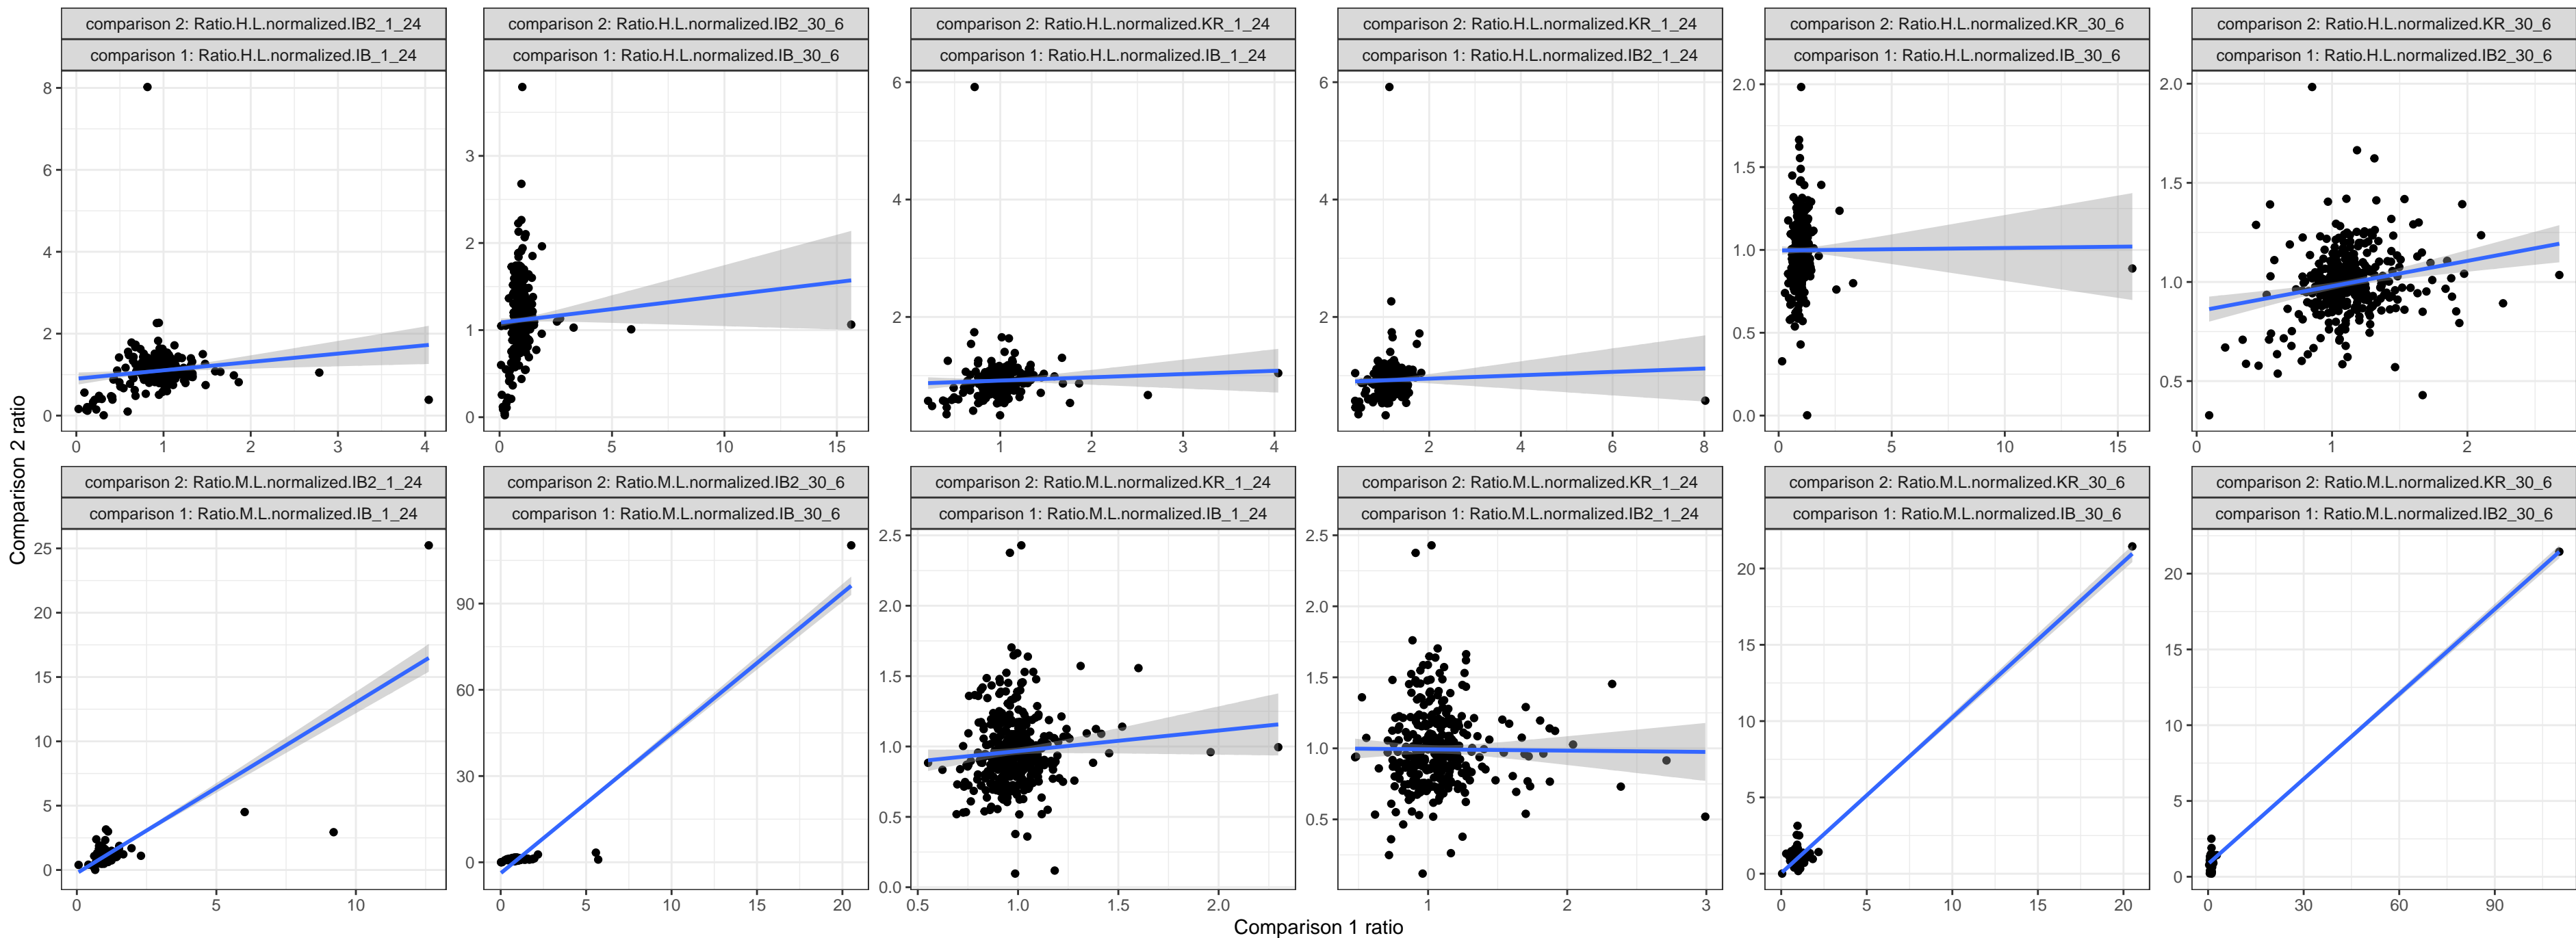 comparison 2: Ratio.H.L.normalized.IB2_1_24
comparison 1: Ratio.H.L.normalized.IB_1_24
8
6
4
2
0
0 1 2 3 4
comparison 2: Ratio.H.L.normalized.IB2_30_6
comparison 1: Ratio.H.L.normalized.IB_30_6
3
2
1
0
0 5 10 15
comparison 2: Ratio.H.L.normalized.KR_1_24
comparison 1: Ratio.H.L.normalized.IB_1_24
6
4
2
1 2 3 4
comparison 2: Ratio.H.L.normalized.KR_1_24
comparison 1: Ratio.H.L.normalized.IB2_1_24
6
4
2
2 4 6 8
comparison 2: Ratio.H.L.normalized.KR_30_6
comparison 1: Ratio.H.L.normalized.IB_30_6
2.0
1.5
1.0
0.5
0.0
0 5 10 15
comparison 2: Ratio.H.L.normalized.KR_30_6
comparison 1: Ratio.H.L.normalized.IB2_30_6
2.0
1.5
1.0
0.5
0 1 2
comparison 2: Ratio.M.L.normalized.IB2_1_24
comparison 1: Ratio.M.L.normalized.IB_1_24
25
20
15
10
5
0
0 5 10
comparison 2: Ratio.M.L.normalized.IB2_30_6
comparison 1: Ratio.M.L.normalized.IB_30_6
90
60
30
0
0 5 10 15 20
comparison 2: Ratio.M.L.normalized.KR_1_24
comparison 1: Ratio.M.L.normalized.IB_1_24
2.5
2.0
1.5
1.0
0.5
0.0
0.5 1.0 1.5 2.0
comparison 2: Ratio.M.L.normalized.KR_1_24
comparison 1: Ratio.M.L.normalized.IB2_1_24
2.5
2.0
1.5
1.0
0.5
1 2 3
comparison 2: Ratio.M.L.normalized.KR_30_6
comparison 1: Ratio.M.L.normalized.IB_30_6
20
15
10
5
0
0 5 10 15 20
comparison 2: Ratio.M.L.normalized.KR_30_6
comparison 1: Ratio.M.L.normalized.IB2_30_6
20
15
10
5
0
0 30 60 90
Comparison 2 ratio
Comparison 1 ratio